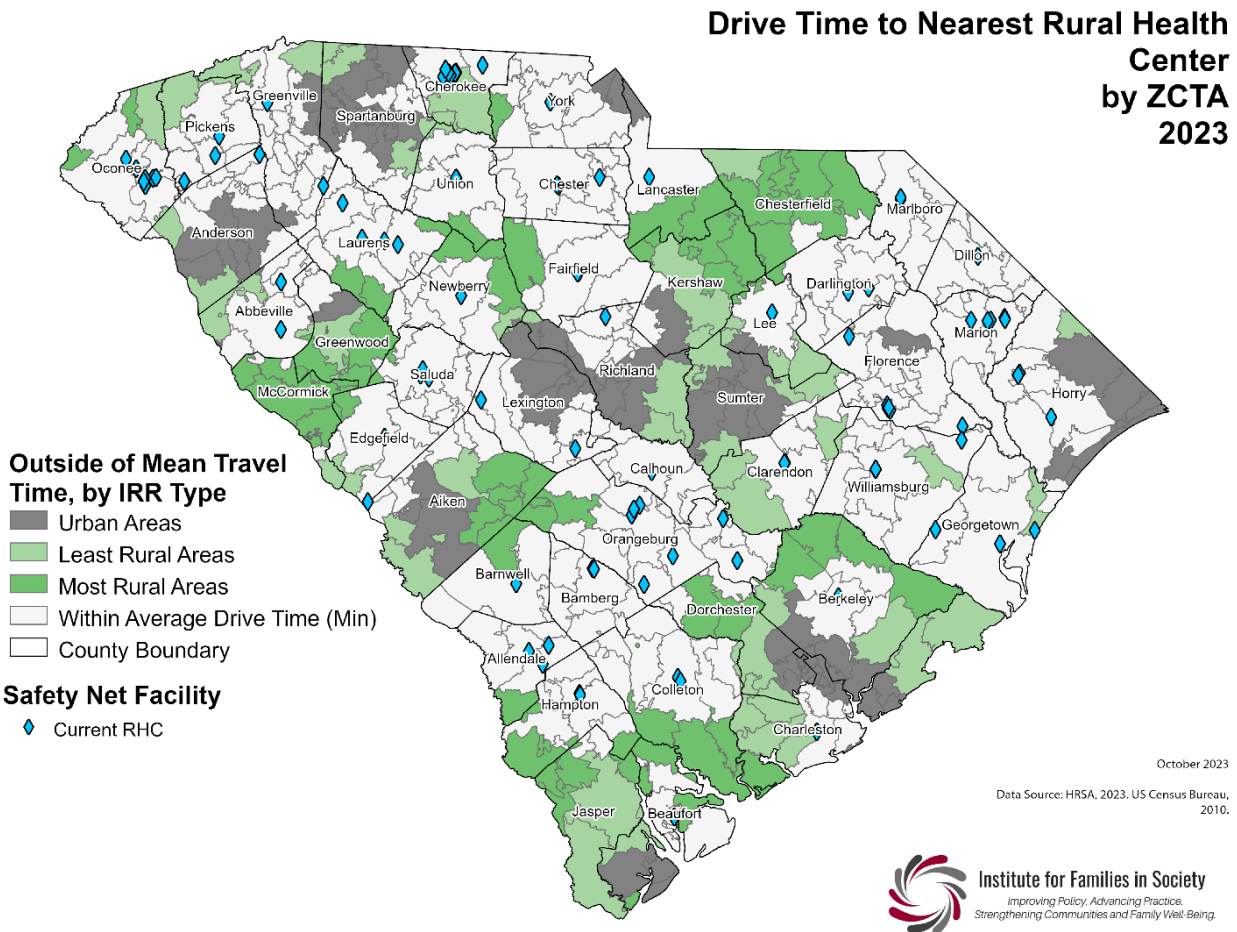 Drive Time to Nearest Rural Health
Center
by ZCTA
2023
Greenville
Spartanburg
Cherokee
York
Pickens
Oconee
Union
Chester
Lancaster
Chesterfield
Marlboro
Anderson
Laurens
Dillon
Fairfield
Kershaw
Newberry
Darlington
Abbeville
Lee
Marion
Greenwood
Florence
Saluda
Richland
McCormick
Lexington
Sumter
Horry
Edgefield
Calhoun
Clarendon
Williamsburg
Aiken
Georgetown
Orangeburg
Barnwell
Bamberg
Berkeley
Dorchester
Allendale
Colleton
Hampton
Charleston
Jasper
Beaufort
Outside of Mean Travel
Time, by IRR Type
Urban Areas
Least Rural Areas
Most Rural Areas
Within Average Drive Time (Min)
County Boundary
Safety Net Facility
Current RHC
October 2023
Data Source: HRSA, 2023. US Census Bureau,
2010.
Institute for Families in Society
Improving Policy. Advancing Practice.
Strengthening Communities and Family Well-Being.